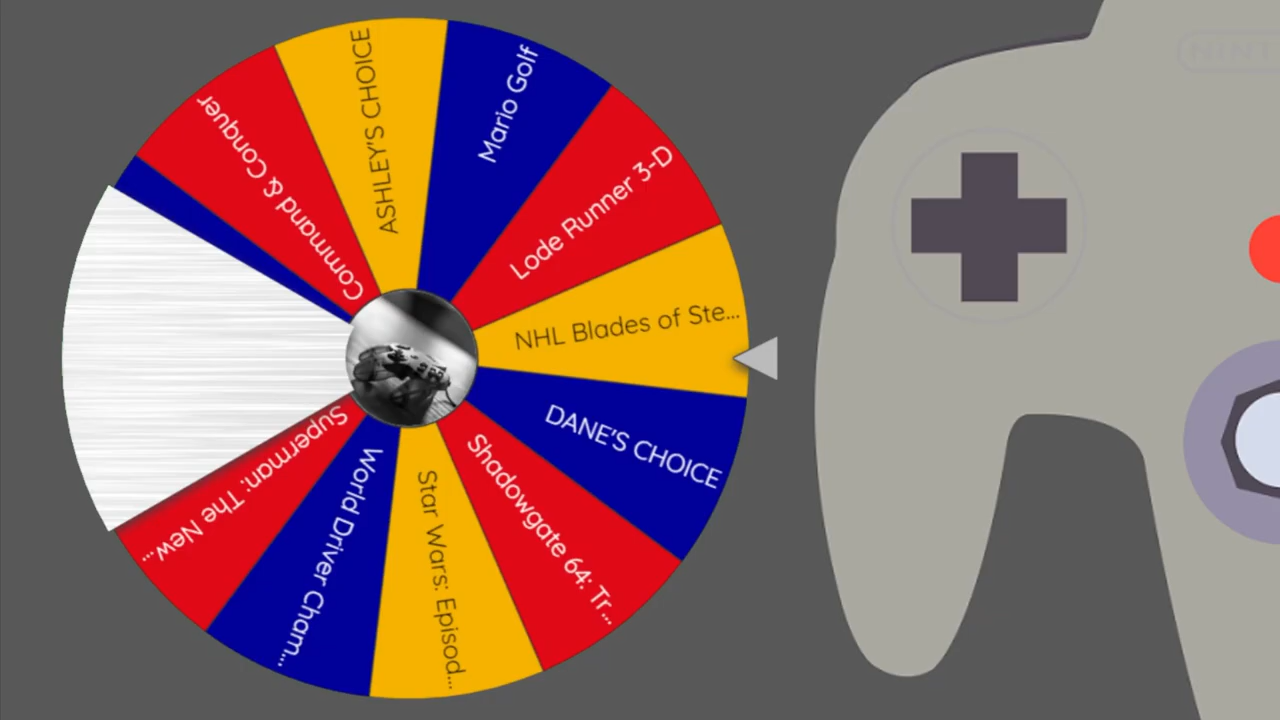 Command & Conquer
ASHLEY'S CHOICE
Mario Golf
Lode Runner 3-D
NHL Blades of Ste...
DANE'S CHOICE
Shadowgate 64: Tr...
Star Wars: Episod...
World Driver Cham...
Superman: The New...